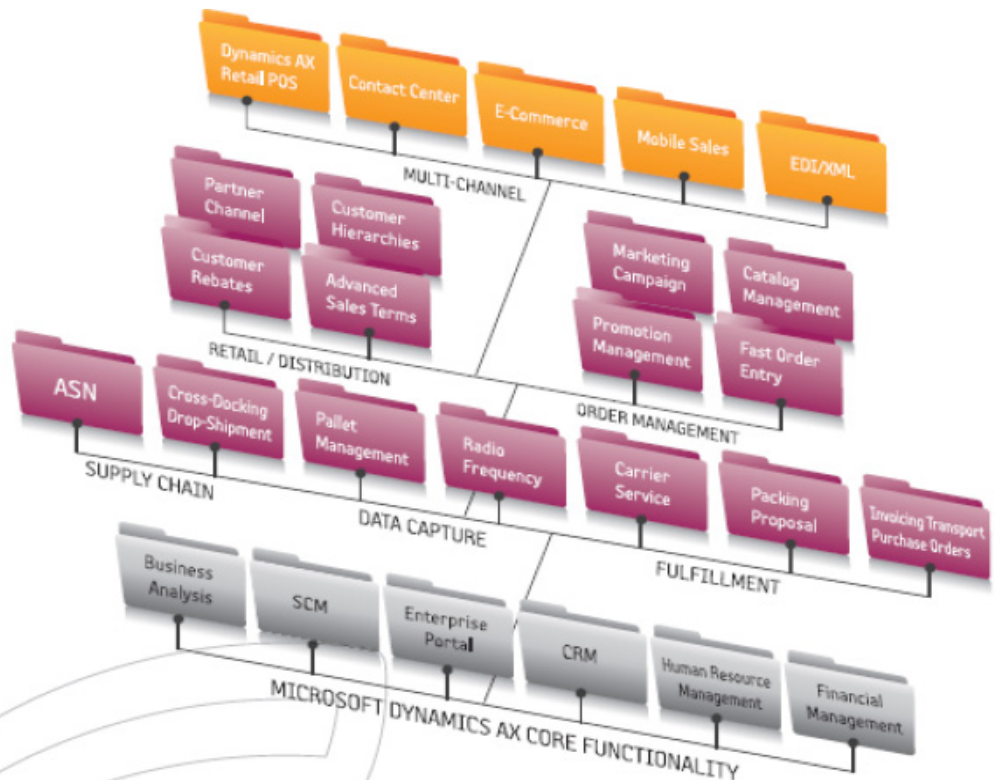 Dynamics AX
Retail POS
Contact Center
E-Commerce
Mobile Sales
EDI/XML
MULTI-CHANNEL
Partner
Channel
Customer
Hierarchies
Customer
Rebates
Advanced
Sales Terms
RETAIL / DISTRIBUTION
Marketing
Campaign
Catalog
Management
Promotion
Management
Fast Order
Entry
ORDER MANAGEMENT
ASN
Cross-Docking
Drop-Shipment
Pallet
Management
Radio
Frequency
Carrier
Service
Packing
Proposal
Invoicing Transport
Purchase Orders
SUPPLY CHAIN
DATA CAPTURE
FULFILLMENT
Business
Analysis
SCM
Enterprise
Portal
CRM
Human Resource
Management
Financial
Management
MICROSOFT DYNAMICS AX CORE FUNCTIONALITY